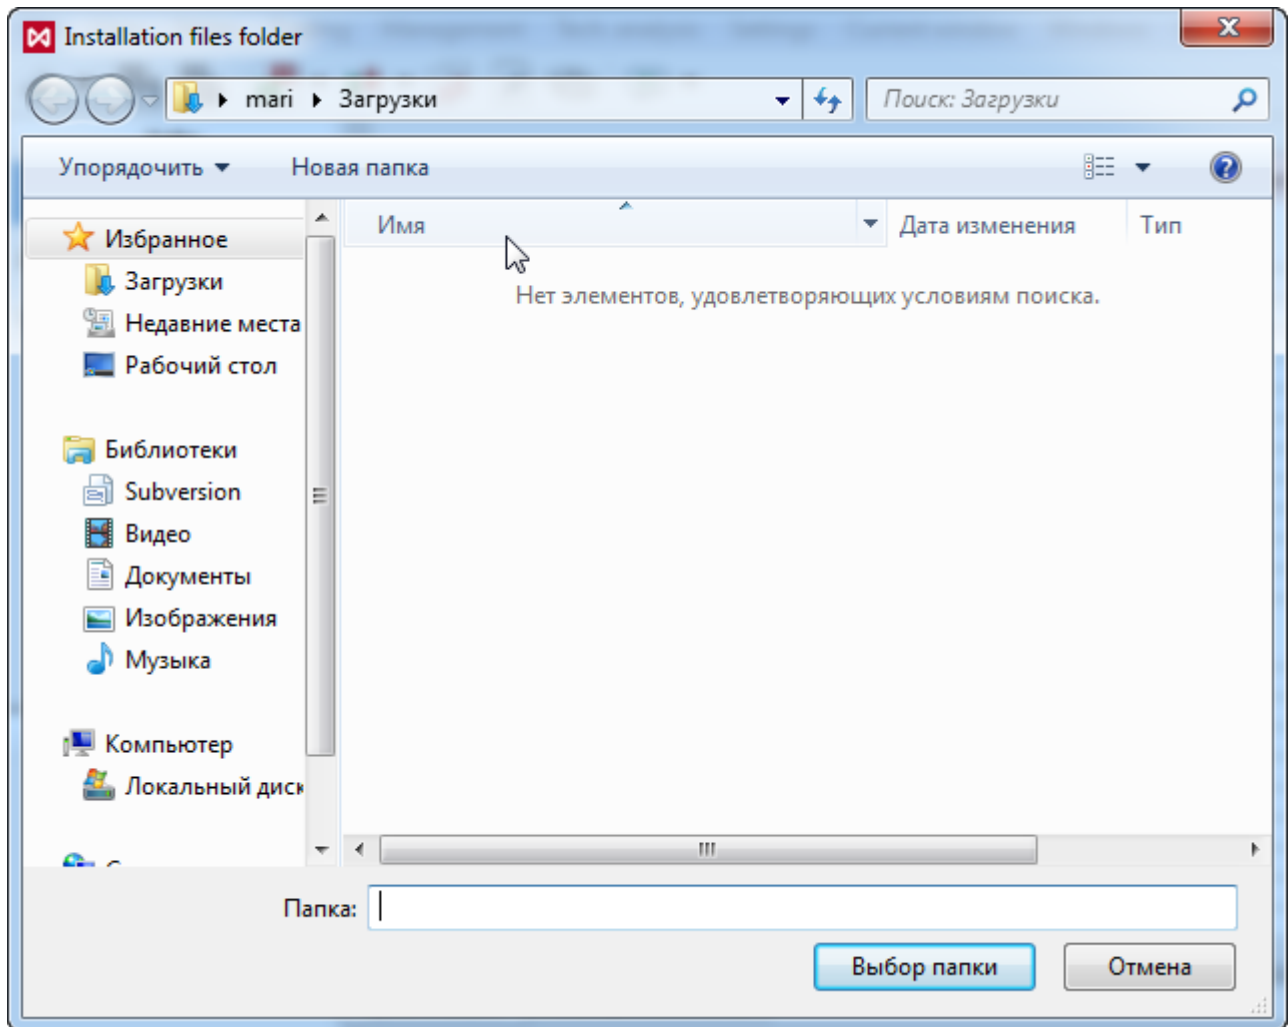 Installation files folder
mari Загрузки
Поиск: Загрузки
Упорядочить Новая папка
Имя Дата изменения Тип
Нет элементов, удовлетворяющих условиям поиска.
Избранное
Загрузки
Недавние места
Рабочий стол
Библиотеки
Subversion
Видео
Документы
Изображения
Музыка
Компьютер
Локальный диск
Папка:
Выбор папки Отмена